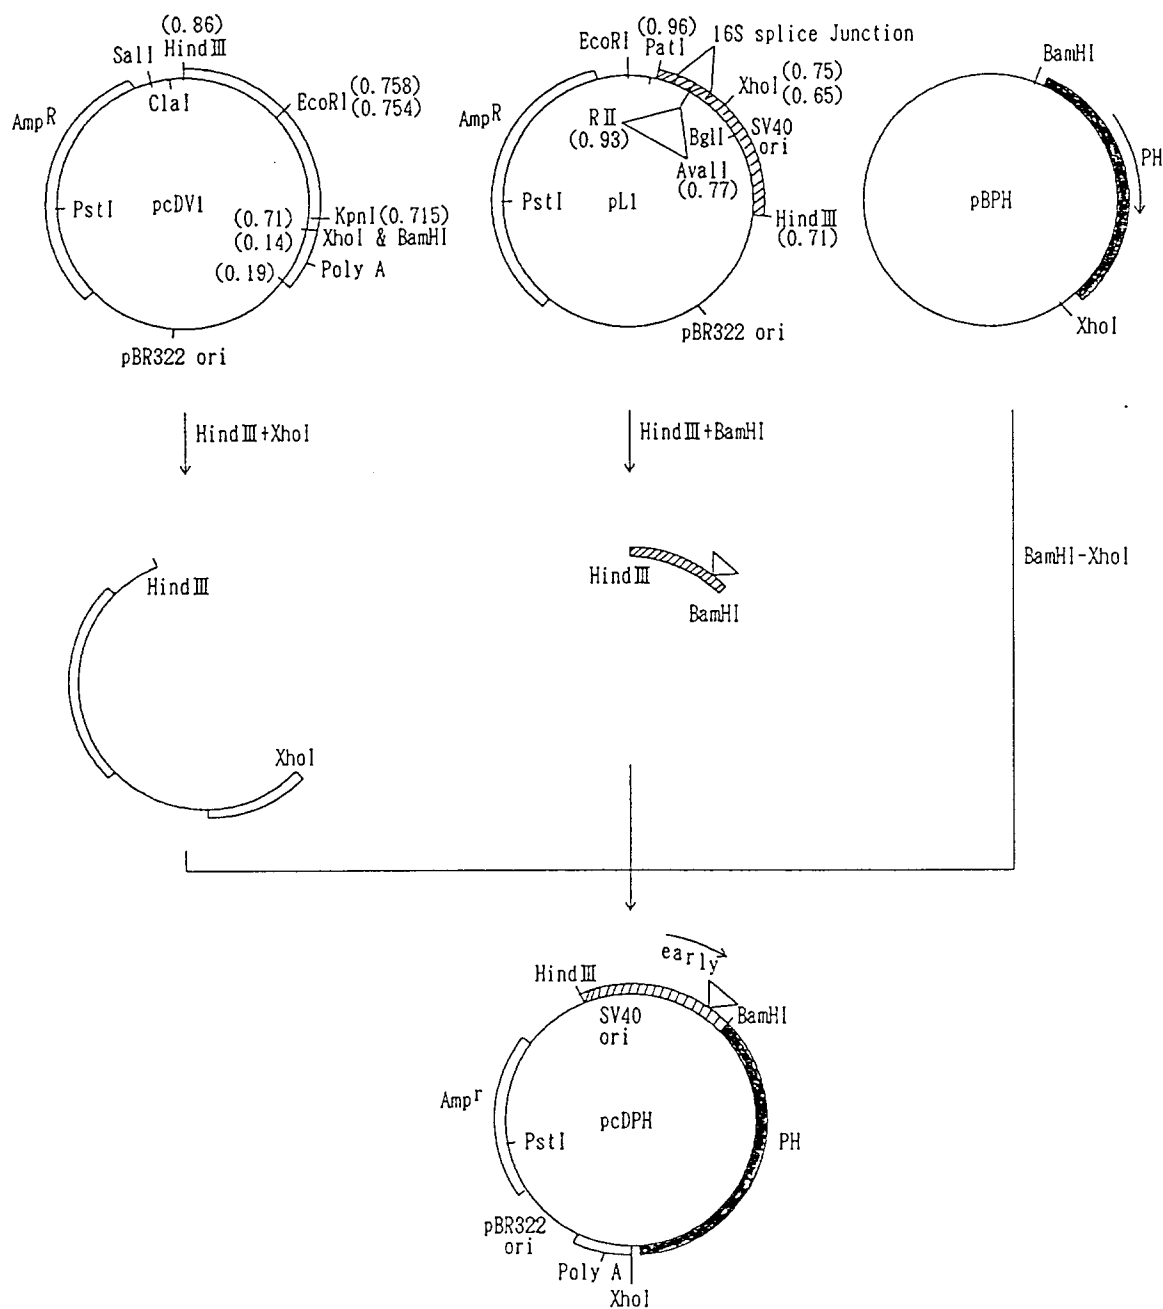 (0.86)
SalI HindⅢ
ClaI
EcoRI (0.758)
(0.754)
Amp R
PstI
pcDV1
(0.71)
(0.14)
KpnI (0.715)
XhoI & BamHI
(0.19)
Poly A
pBR322 ori
(0.96)
EcoRI PatI
16S splice Junction
XhoI (0.75)
(0.65)
Amp R
RⅡ
(0.93)
BglI
SV40
ori
AvaII
(0.77)
PstI
pL1
HindⅢ
(0.71)
pBR322 ori
BamHI
PH
pBPH
XhoI
HindⅢ+XhoI
HindⅢ+BamHI
BamHI-XhoI
HindⅢ
XhoI
HindⅢ
BamHI
early
HindⅢ
SV40
ori
BamHI
Amp r
PstI
pcDPH
PH
pBR322
ori
Poly A
XhoI